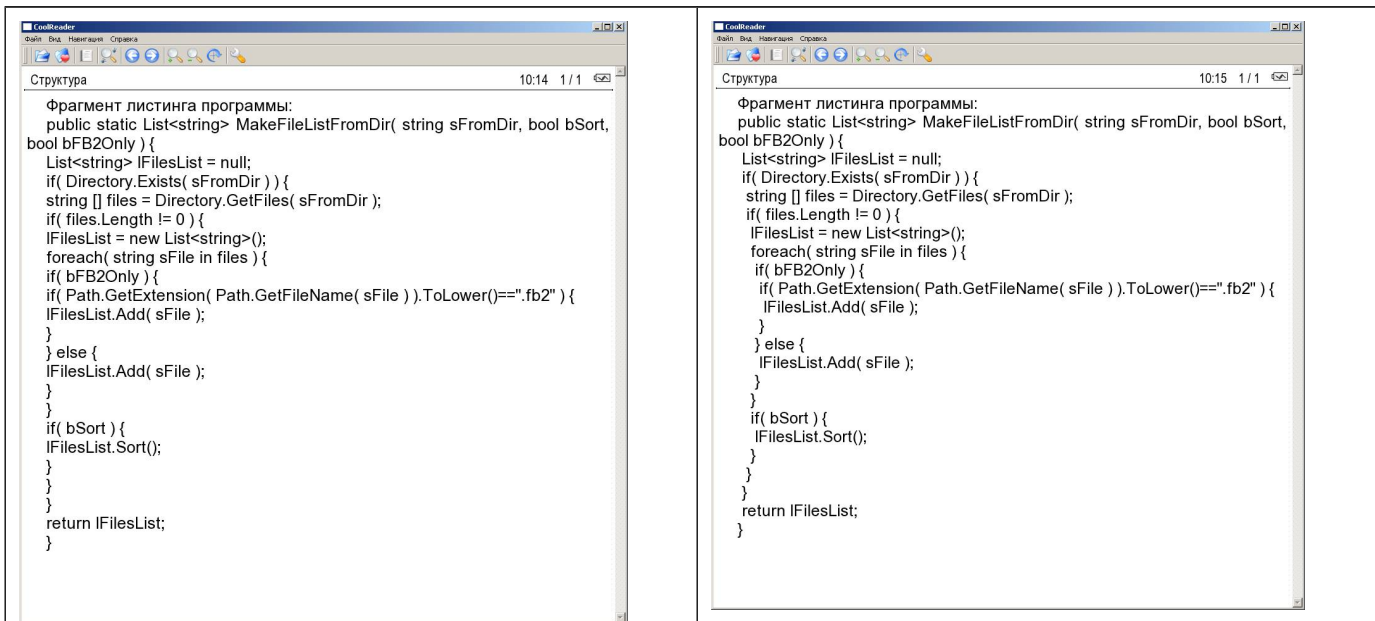 CoolReader
Файл Вид Навигация Справка
Структура 10:14 1 / 1
Фрагмент листинга программы:
public static List<string> MakeFileListFromDir( string sFromDir, bool bSort,
bool bFB2Only ) {
List<string> lFilesList = null;
if( Directory.Exists( sFromDir ) ) {
string [] files = Directory.GetFiles( sFromDir );
if( files.Length != 0 ) {
lFilesList = new List<string>();
foreach( string sFile in files ) {
if( bFB2Only ) {
if( Path.GetExtension( Path.GetFileName( sFile ) ).ToLower()==".fb2" ) {
lFilesList.Add( sFile );
}
} else {
lFilesList.Add( sFile );
}
}
if( bSort ) {
lFilesList.Sort();
}
}
}
return lFilesList;
}
CoolReader
Файл Вид Навигация Справка
Структура 10:15 1 / 1
Фрагмент листинга программы:
public static List<string> MakeFileListFromDir( string sFromDir, bool bSort,
bool bFB2Only ) {
List<string> lFilesList = null;
if( Directory.Exists( sFromDir ) ) {
string [] files = Directory.GetFiles( sFromDir );
if( files.Length != 0 ) {
lFilesList = new List<string>();
foreach( string sFile in files ) {
if( bFB2Only ) {
if( Path.GetExtension( Path.GetFileName( sFile ) ).ToLower()==".fb2" ) {
lFilesList.Add( sFile );
}
} else {
lFilesList.Add( sFile );
}
}
if( bSort ) {
lFilesList.Sort();
}
}
}
return lFilesList;
}